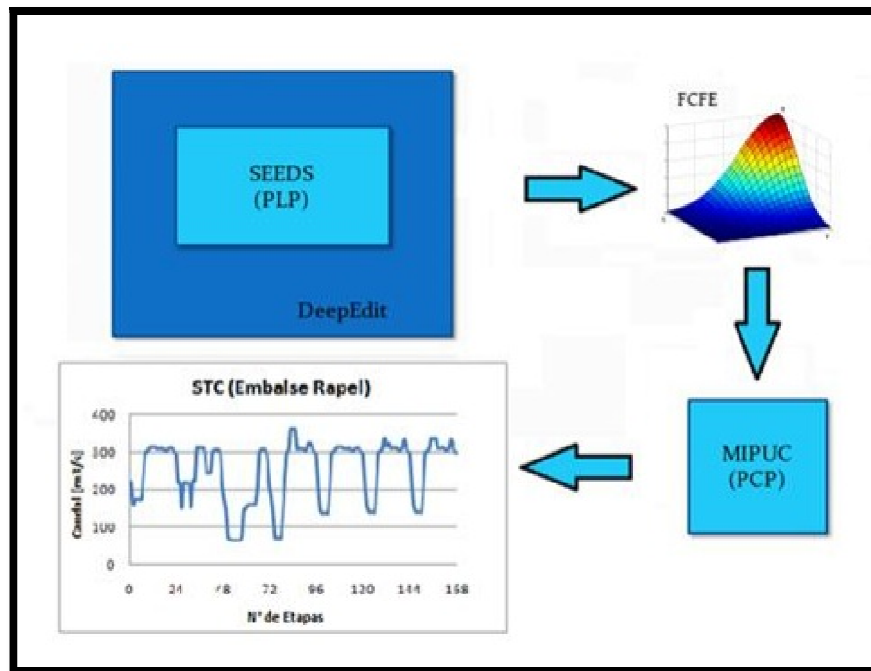 SEEDS
(PLP)
DeepEdit
FCFE
MIPUC
(PCP)
STC (Embalse Rapel)
Caudal [m3/s]
400
300
200
100
0
0 24 48 72 96 120 144 168
N° de Etapas